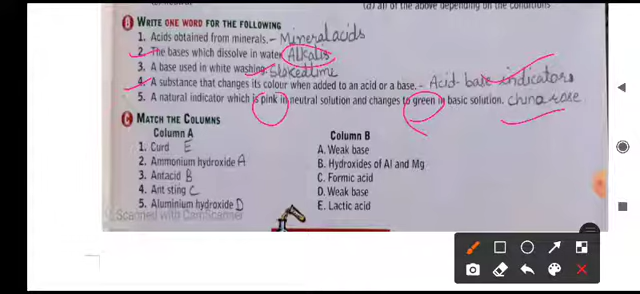 (d) all of the above depending on the conditions
B WRITE ONE WORD FOR THE FOLLOWING
1. Acids obtained from minerals. - Mineral acids
2. The bases which dissolve in water. Alkalis
3. A base used in white washing. Slaked lime
4. A substance that changes its colour when added to an acid or a base. - Acid base indicators
5. A natural indicator which is pink in neutral solution and changes to green in basic solution. China rose
C MATCH THE COLUMNS
Column A Column B
1. Curd E A. Weak base
2. Ammonium hydroxide A B. Hydroxides of Al and Mg
3. Antacid B C. Formic acid
4. Ant sting C D. Weak base
5. Aluminium hydroxide D E. Lactic acid
Scanned with CamScanner